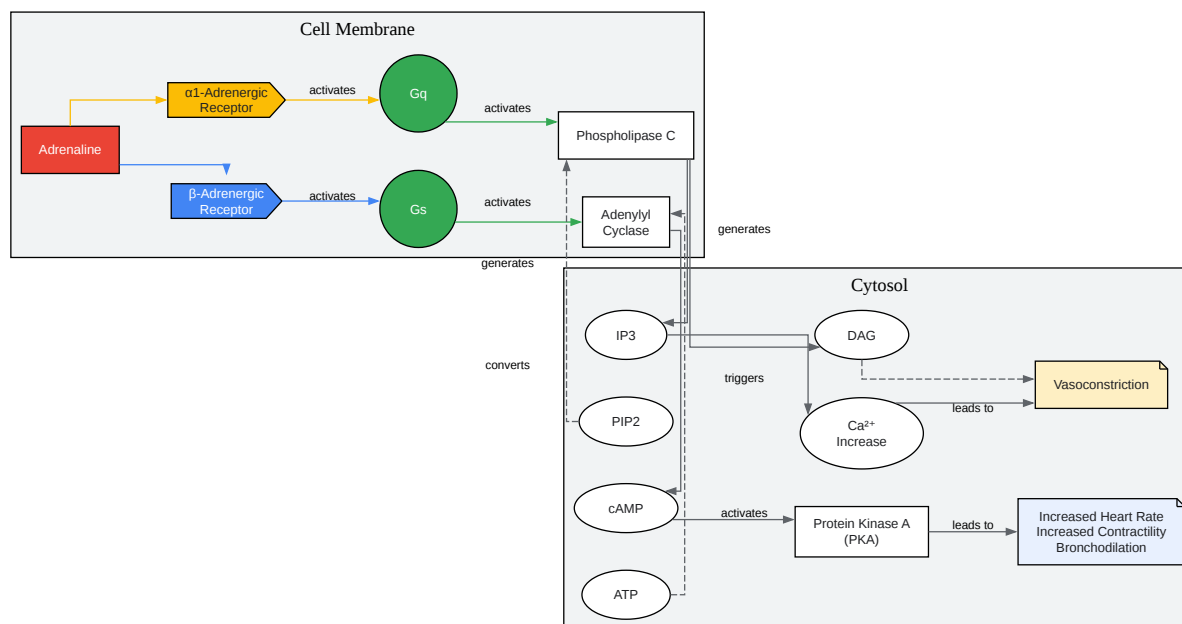 Cell Membrane
α1-Adrenergic
Receptor
activates
Gq
activates
Phospholipase C
Adrenaline
β-Adrenergic
Receptor
activates
Gs
activates
Adenylyl
Cyclase
generates
generates
Cytosol
IP3
DAG
converts
triggers
Vasoconstriction
leads to
PIP2
Ca²⁺
Increase
cAMP
activates
Protein Kinase A
(PKA)
leads to
Increased Heart Rate
Increased Contractility
Bronchodilation
ATP